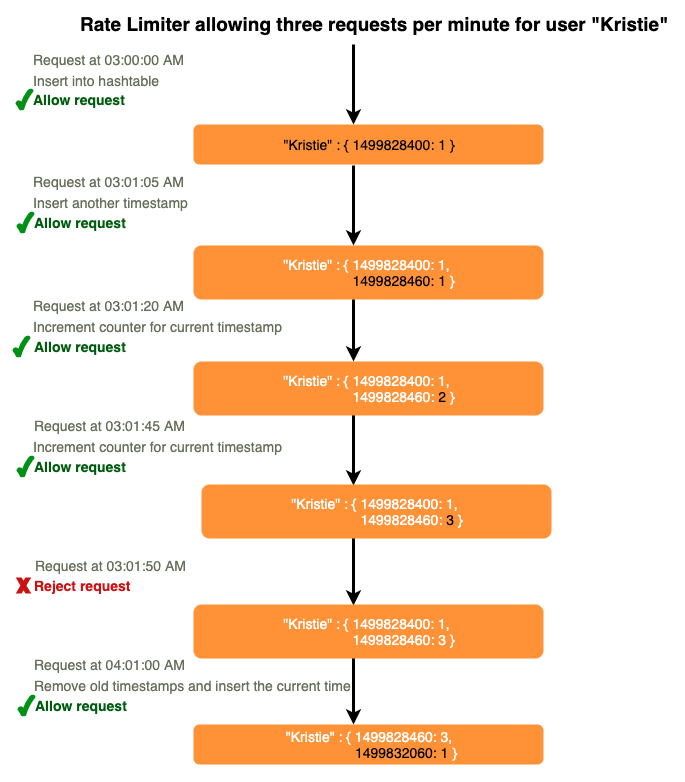 Rate Limiter allowing three requests per minute for user "Kristie"
Request at 03:00:00 AM
Insert into hashtable
Allow request
"Kristie" : { 1499828400: 1 }
Request at 03:01:05 AM
Insert another timestamp
Allow request
"Kristie" : { 1499828400: 1,
1499828460: 1 }
Request at 03:01:20 AM
Increment counter for current timestamp
Allow request
"Kristie" : { 1499828400: 1,
1499828460: 2 }
Request at 03:01:45 AM
Increment counter for current timestamp
Allow request
"Kristie" : { 1499828400: 1,
1499828460: 3 }
Request at 03:01:50 AM
Reject request
"Kristie" : { 1499828400: 1,
1499828460: 3 }
Request at 04:01:00 AM
Remove old timestamps and insert the current time
Allow request
"Kristie" : { 1499828460: 3,
1499832060: 1 }